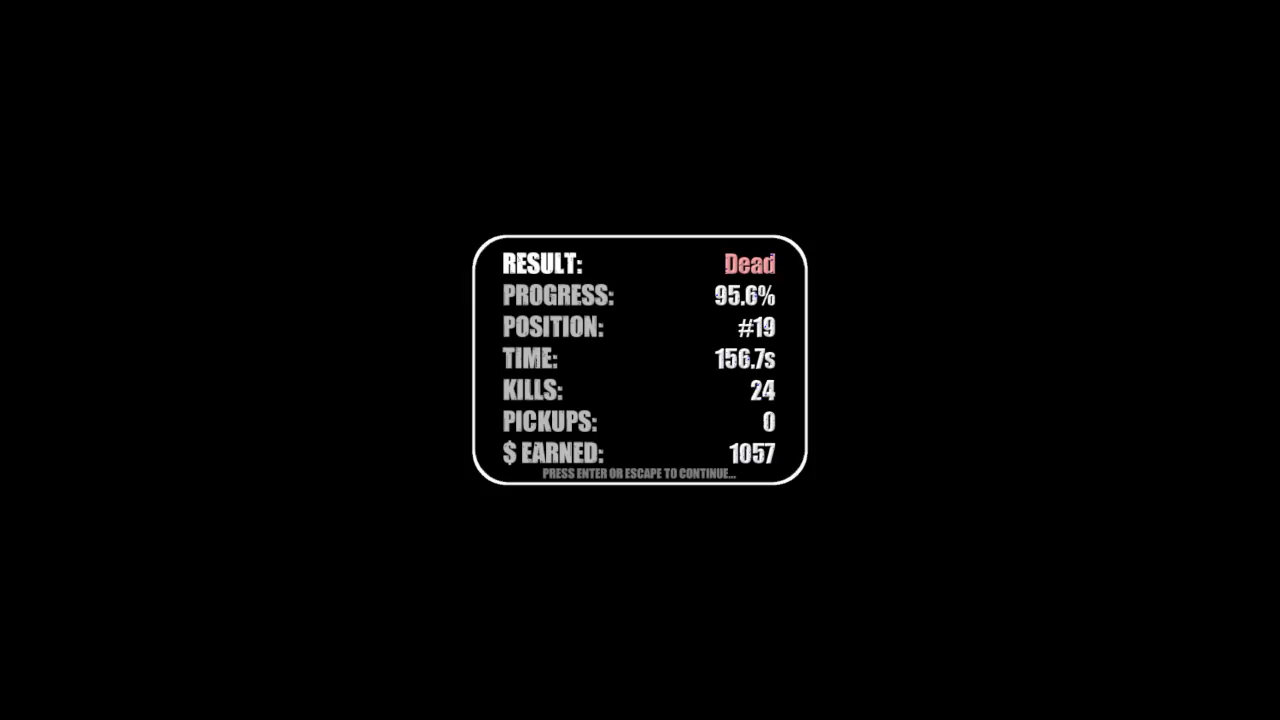 RESULT: Dead
PROGRESS: 95.6%
POSITION: #19
TIME: 156.7s
KILLS: 24
PICKUPS: 0
$ EARNED: 1057
PRESS ENTER OR ESCAPE TO CONTINUE...